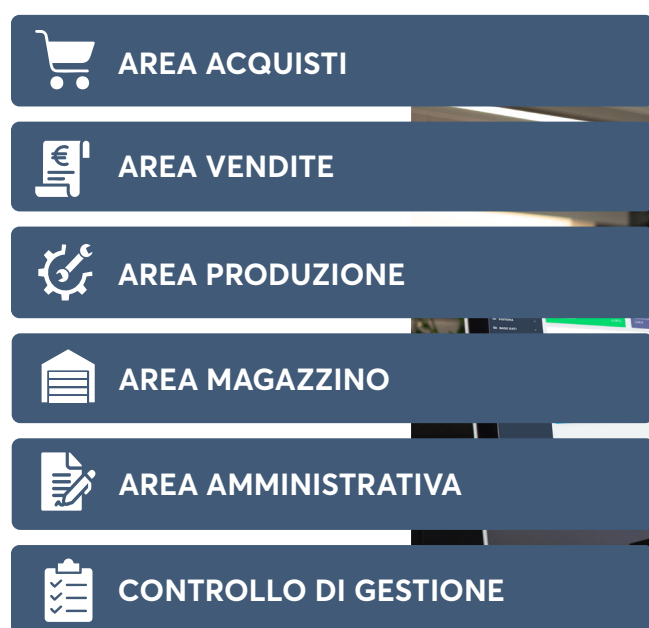 AREA ACQUISTI
€
AREA VENDITE
AREA PRODUZIONE
AREA MAGAZZINO
AREA AMMINISTRATIVA
CONTROLLO DI GESTIONE